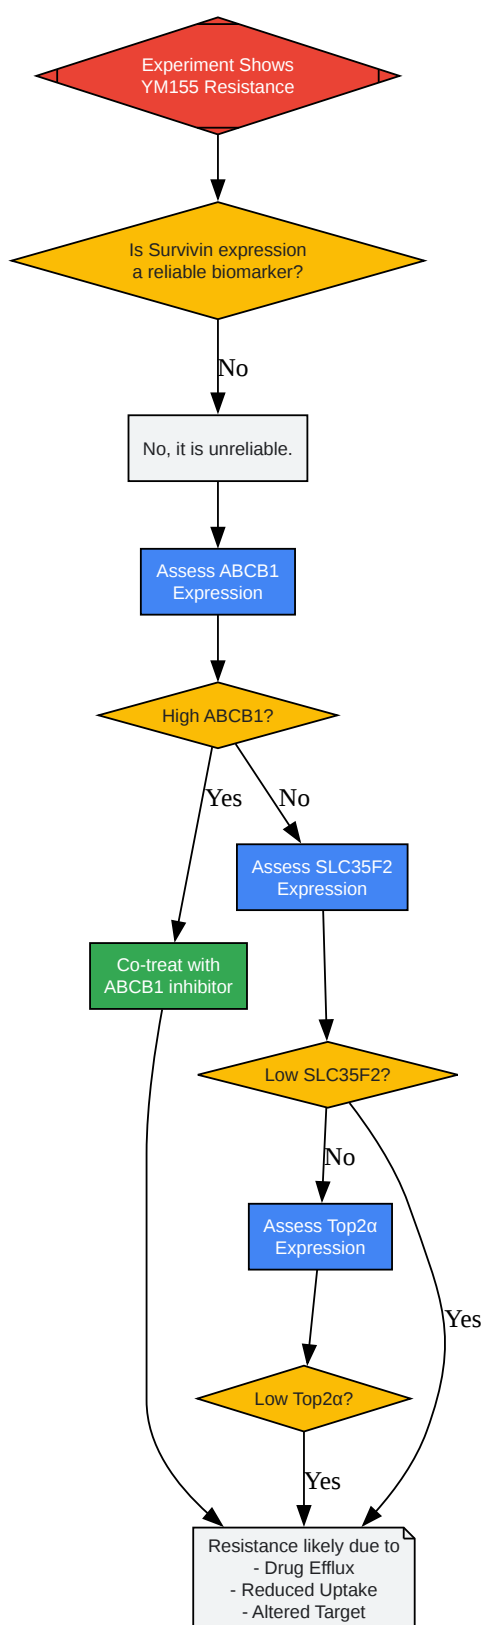 Experiment Shows
YM155 Resistance
Is Survivin expression
a reliable biomarker?
No
No, it is unreliable.
Assess ABCB1
Expression
High ABCB1?
Yes
No
Assess SLC35F2
Expression
Co-treat with
ABCB1 inhibitor
Low SLC35F2?
No
Assess Top2α
Expression
Yes
Low Top2α?
Yes
Resistance likely due to
- Drug Efflux
- Reduced Uptake
- Altered Target